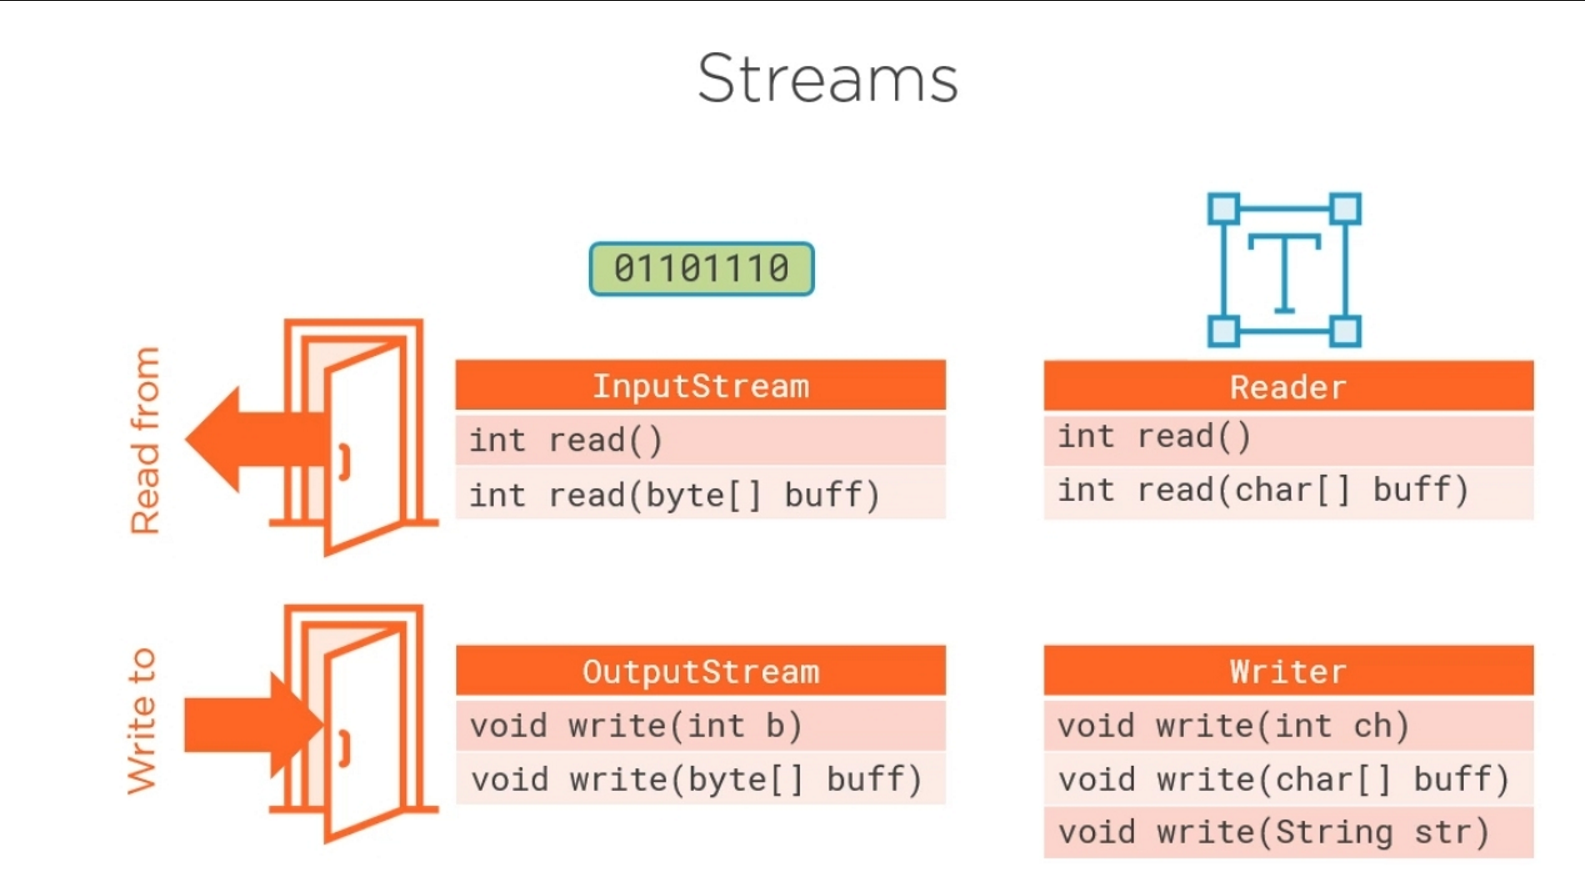 Streams
01101110
T
Read from
InputStream
int read()
int read(byte[] buff)
Reader
int read()
int read(char[] buff)
Write to
OutputStream
void write(int b)
void write(byte[] buff)
Writer
void write(int ch)
void write(char[] buff)
void write(String str)